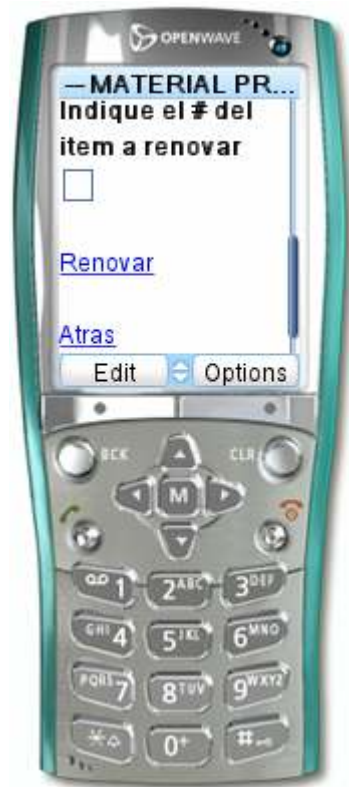 OPENWAVE
—MATERIAL PR...
Indique el # del
item a renovar
Renovar
Atras
Edit Options
BCK CLR
M
1 2ABC 3DEF
GHI4 5JKL 6MNO
PQRS7 8TUV 9WXYZ
* 0+ #